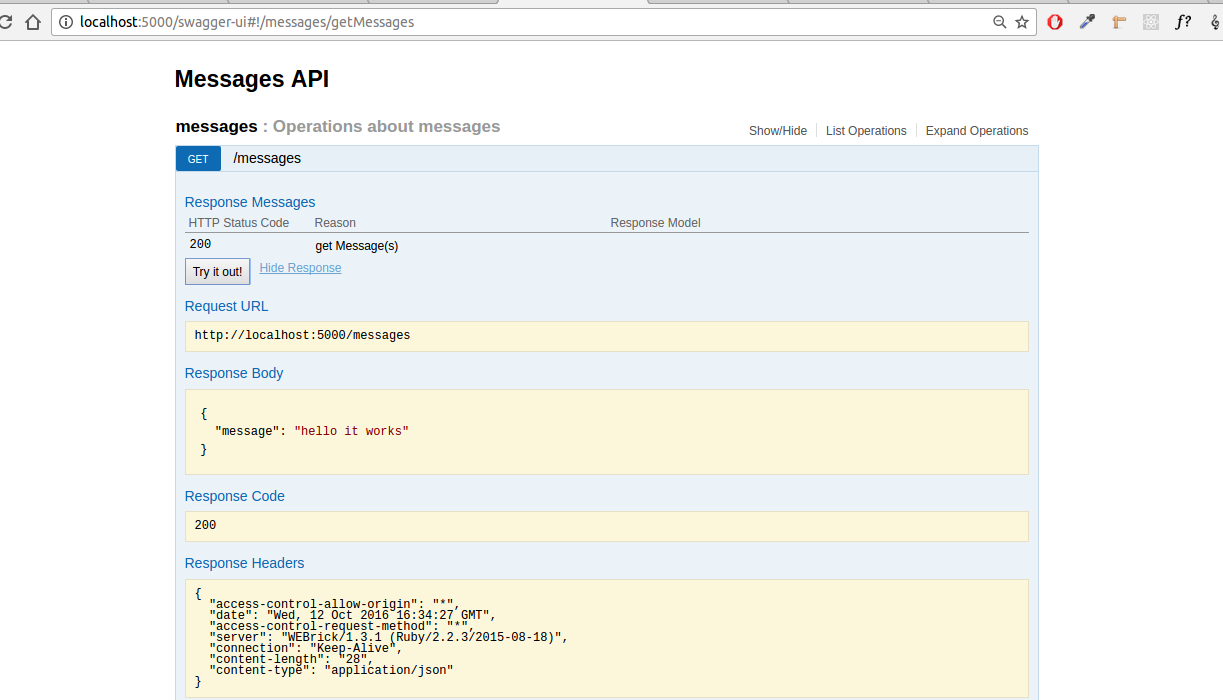 localhost:5000/swagger-ui#!/messages/getMessages
f?
Messages API
messages : Operations about messages
Show/Hide List Operations Expand Operations
GET /messages
Response Messages
HTTP Status Code Reason Response Model
200 get Message(s)
Try it out! Hide Response
Request URL
http://localhost:5000/messages
Response Body
{
"message": "hello it works"
}
Response Code
200
Response Headers
{
"access-control-allow-origin": "*",
"date": "Wed, 12 Oct 2016 16:34:27 GMT",
"access-control-request-method": "*",
"server": "WEBrick/1.3.1 (Ruby/2.2.3/2015-08-18)",
"connection": "Keep-Alive",
"content-length": "28",
"content-type": "application/json"
}